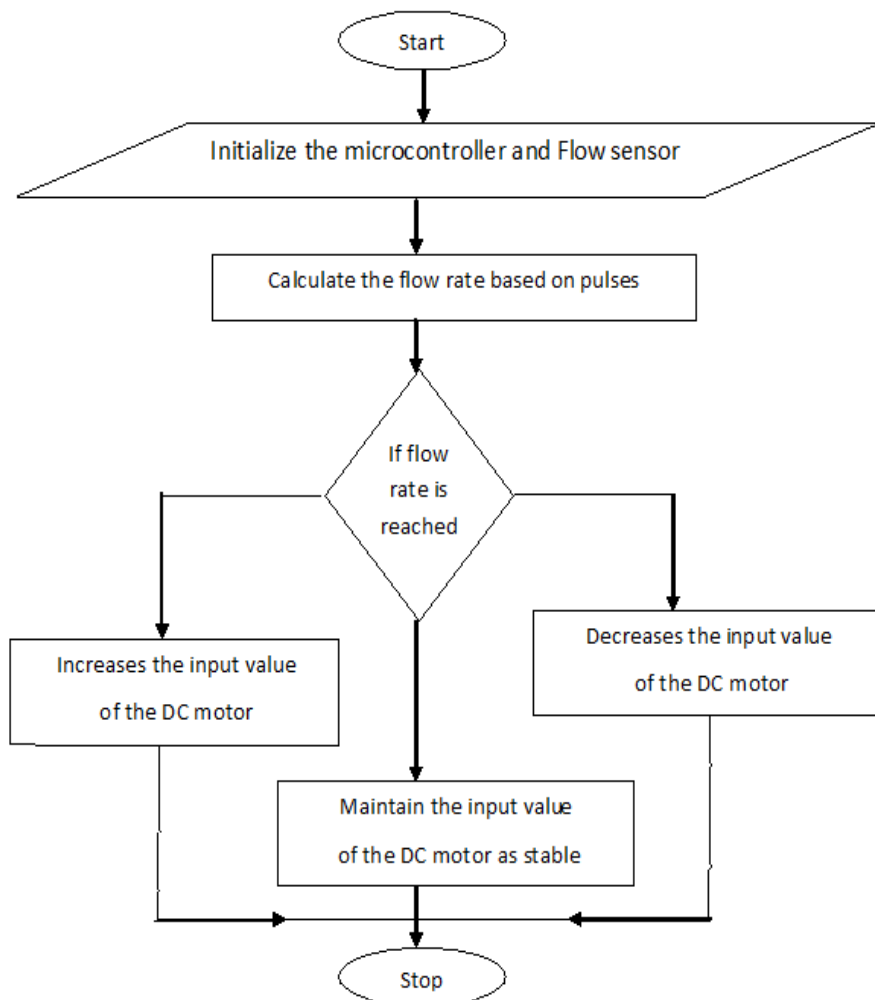 Start
Initialize the microcontroller and Flow sensor
Calculate the flow rate based on pulses
If flow
rate is
reached
Increases the input value
of the DC motor
Decreases the input value
of the DC motor
Maintain the input value
of the DC motor as stable
Stop